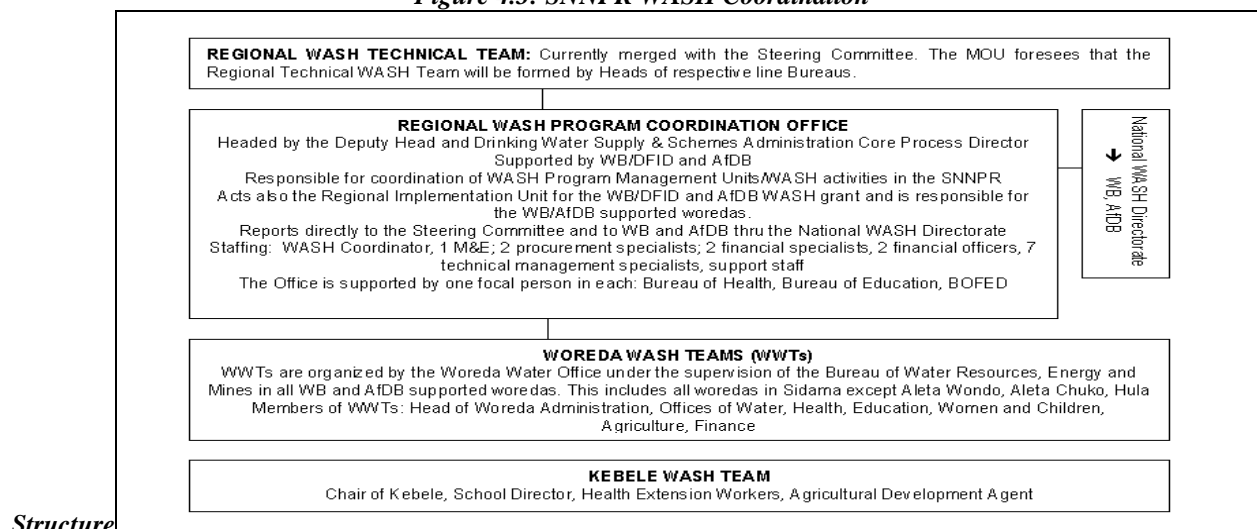 Figure 4.3: SNNPR WASH Coordination
REGIONAL WASH TECHNICAL TEAM: Currently merged with the Steering Committee. The MOU foresees that the
Regional Technical WASH Team will be formed by Heads of respective line Bureaus.
REGIONAL WASH PROGRAM COORDINATION OFFICE
Headed by the Deputy Head and Drinking Water Supply & Schemes Administration Core Process Director
Supported by WB/DFID and AfDB
Responsible for coordination of WASH Program Management Units/WASH activities in the SNNPR
Acts also the Regional Implementation Unit for the WB/DFID and AfDB WASH grant and is responsible for
the WB/AfDB supported woredas.
Reports directly to the Steering Committee and to WB and AfDB thru the National WASH Directorate
Staffing: WASH Coordinator, 1 M&E; 2 procurement specialists; 2 financial specialists, 2 financial officers, 7
technical management specialists, support staff
The Office is supported by one focal person in each: Bureau of Health, Bureau of Education, BOFED
National WASH Directorate
➔ WB, AfDB
WOREDA WASH TEAMS (WWTs)
WWTs are organized by the Woreda Water Office under the supervision of the Bureau of Water Resources, Energy and
Mines in all WB and AfDB supported woredas. This includes all woredas in Sidama except Aleta Wondo, Aleta Chuko, Hula
Members of WWTs: Head of Woreda Administration, Offices of Water, Health, Education, Women and Children,
Agriculture, Finance
KEBELE WASH TEAM
Chair of Kebele, School Director, Health Extension Workers, Agricultural Development Agent
Structure